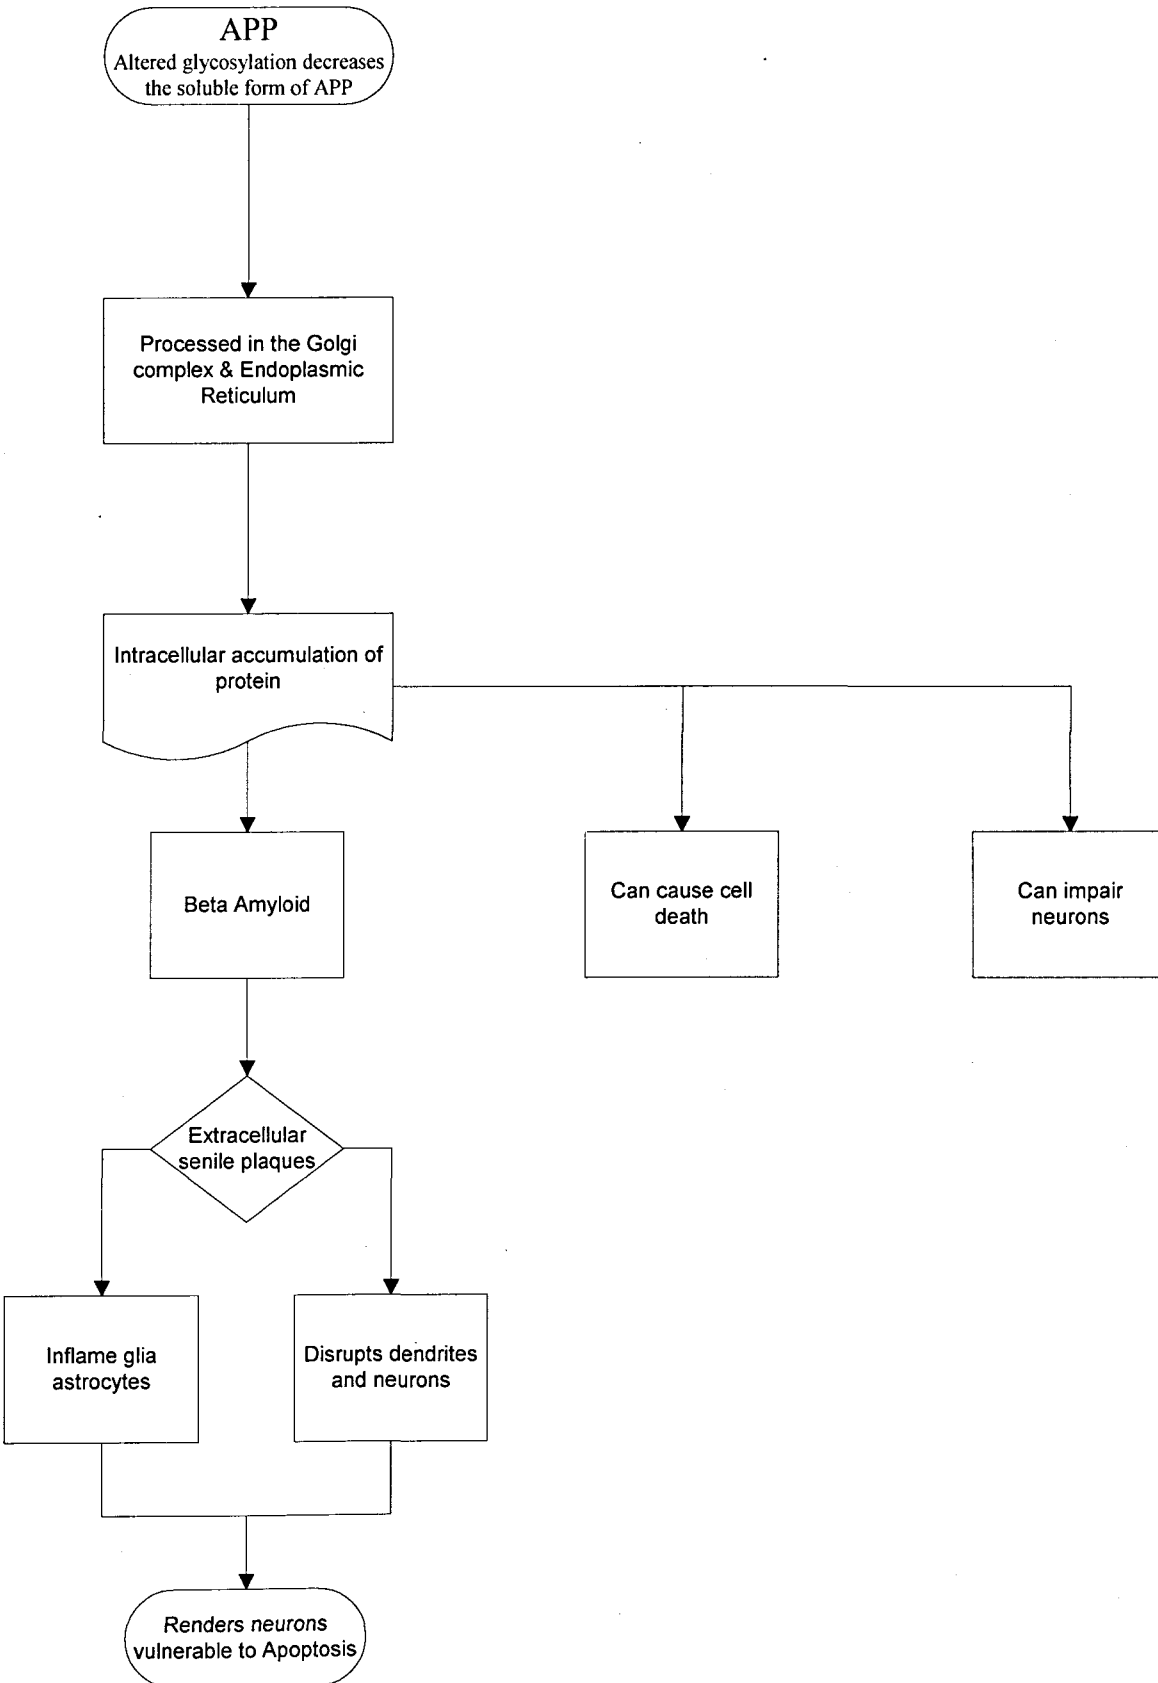 APP
Altered glycosylation decreases
the soluble form of APP
Processed in the Golgi
complex & Endoplasmic
Reticulum
Intracellular accumulation of
protein
Beta Amyloid
Can cause cell
death
Can impair
neurons
Extracellular
senile plaques
Inflame glia
astrocytes
Disrupts dendrites
and neurons
Renders neurons
vulnerable to Apoptosis